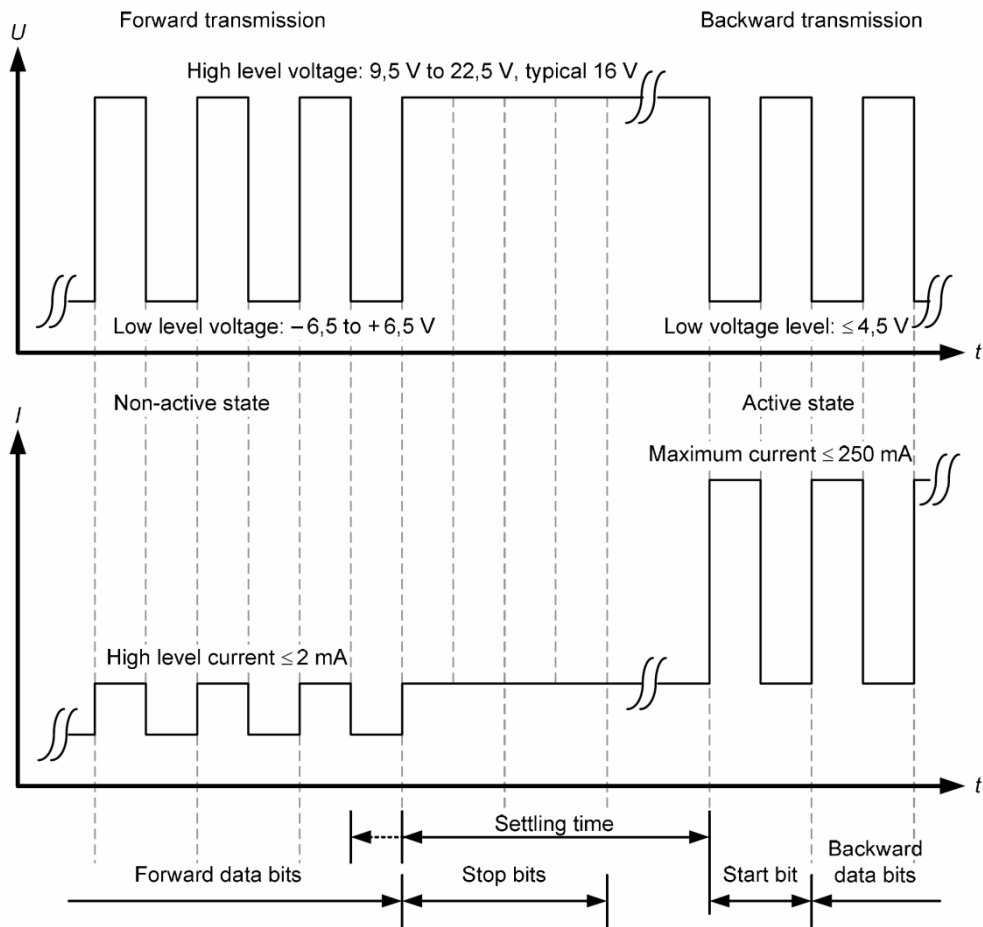 Forward transmission
Backward transmission
U
High level voltage: 9,5 V to 22,5 V, typical 16 V
Low level voltage: – 6,5 to + 6,5 V
Low voltage level: ≤ 4,5 V
t
Non-active state
Active state
I
Maximum current ≤ 250 mA
High level current ≤ 2 mA
t
Settling time
Forward data bits
Stop bits
Start bit
Backward
data bits